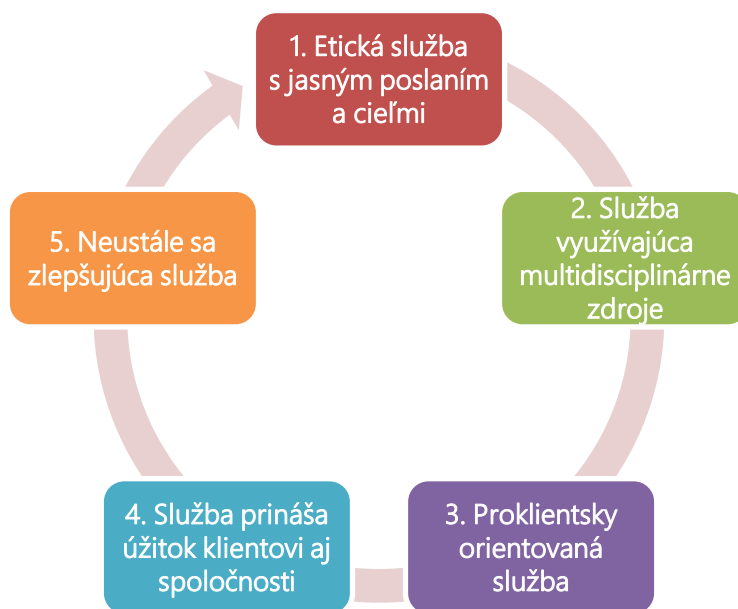 1. Etická služba
s jasným poslaním
a cieľmi
2. Služba
využívajúca
multidisciplinárne
zdroje
3. Proklientsky
orientovaná
služba
4. Služba prináša
úžitok klientovi aj
spoločnosti
5. Neustále sa
zlepšujúca služba